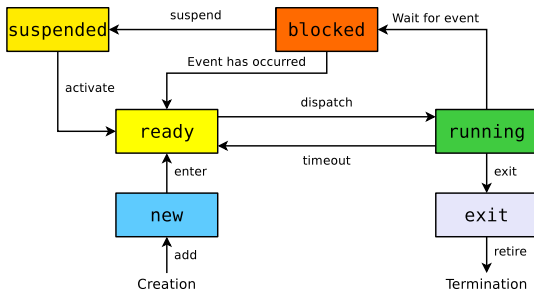 suspended
suspend
blocked
Wait for event
Event has occurred
activate
ready
dispatch
running
timeout
enter
exit
new
exit
add
retire
Creation
Termination